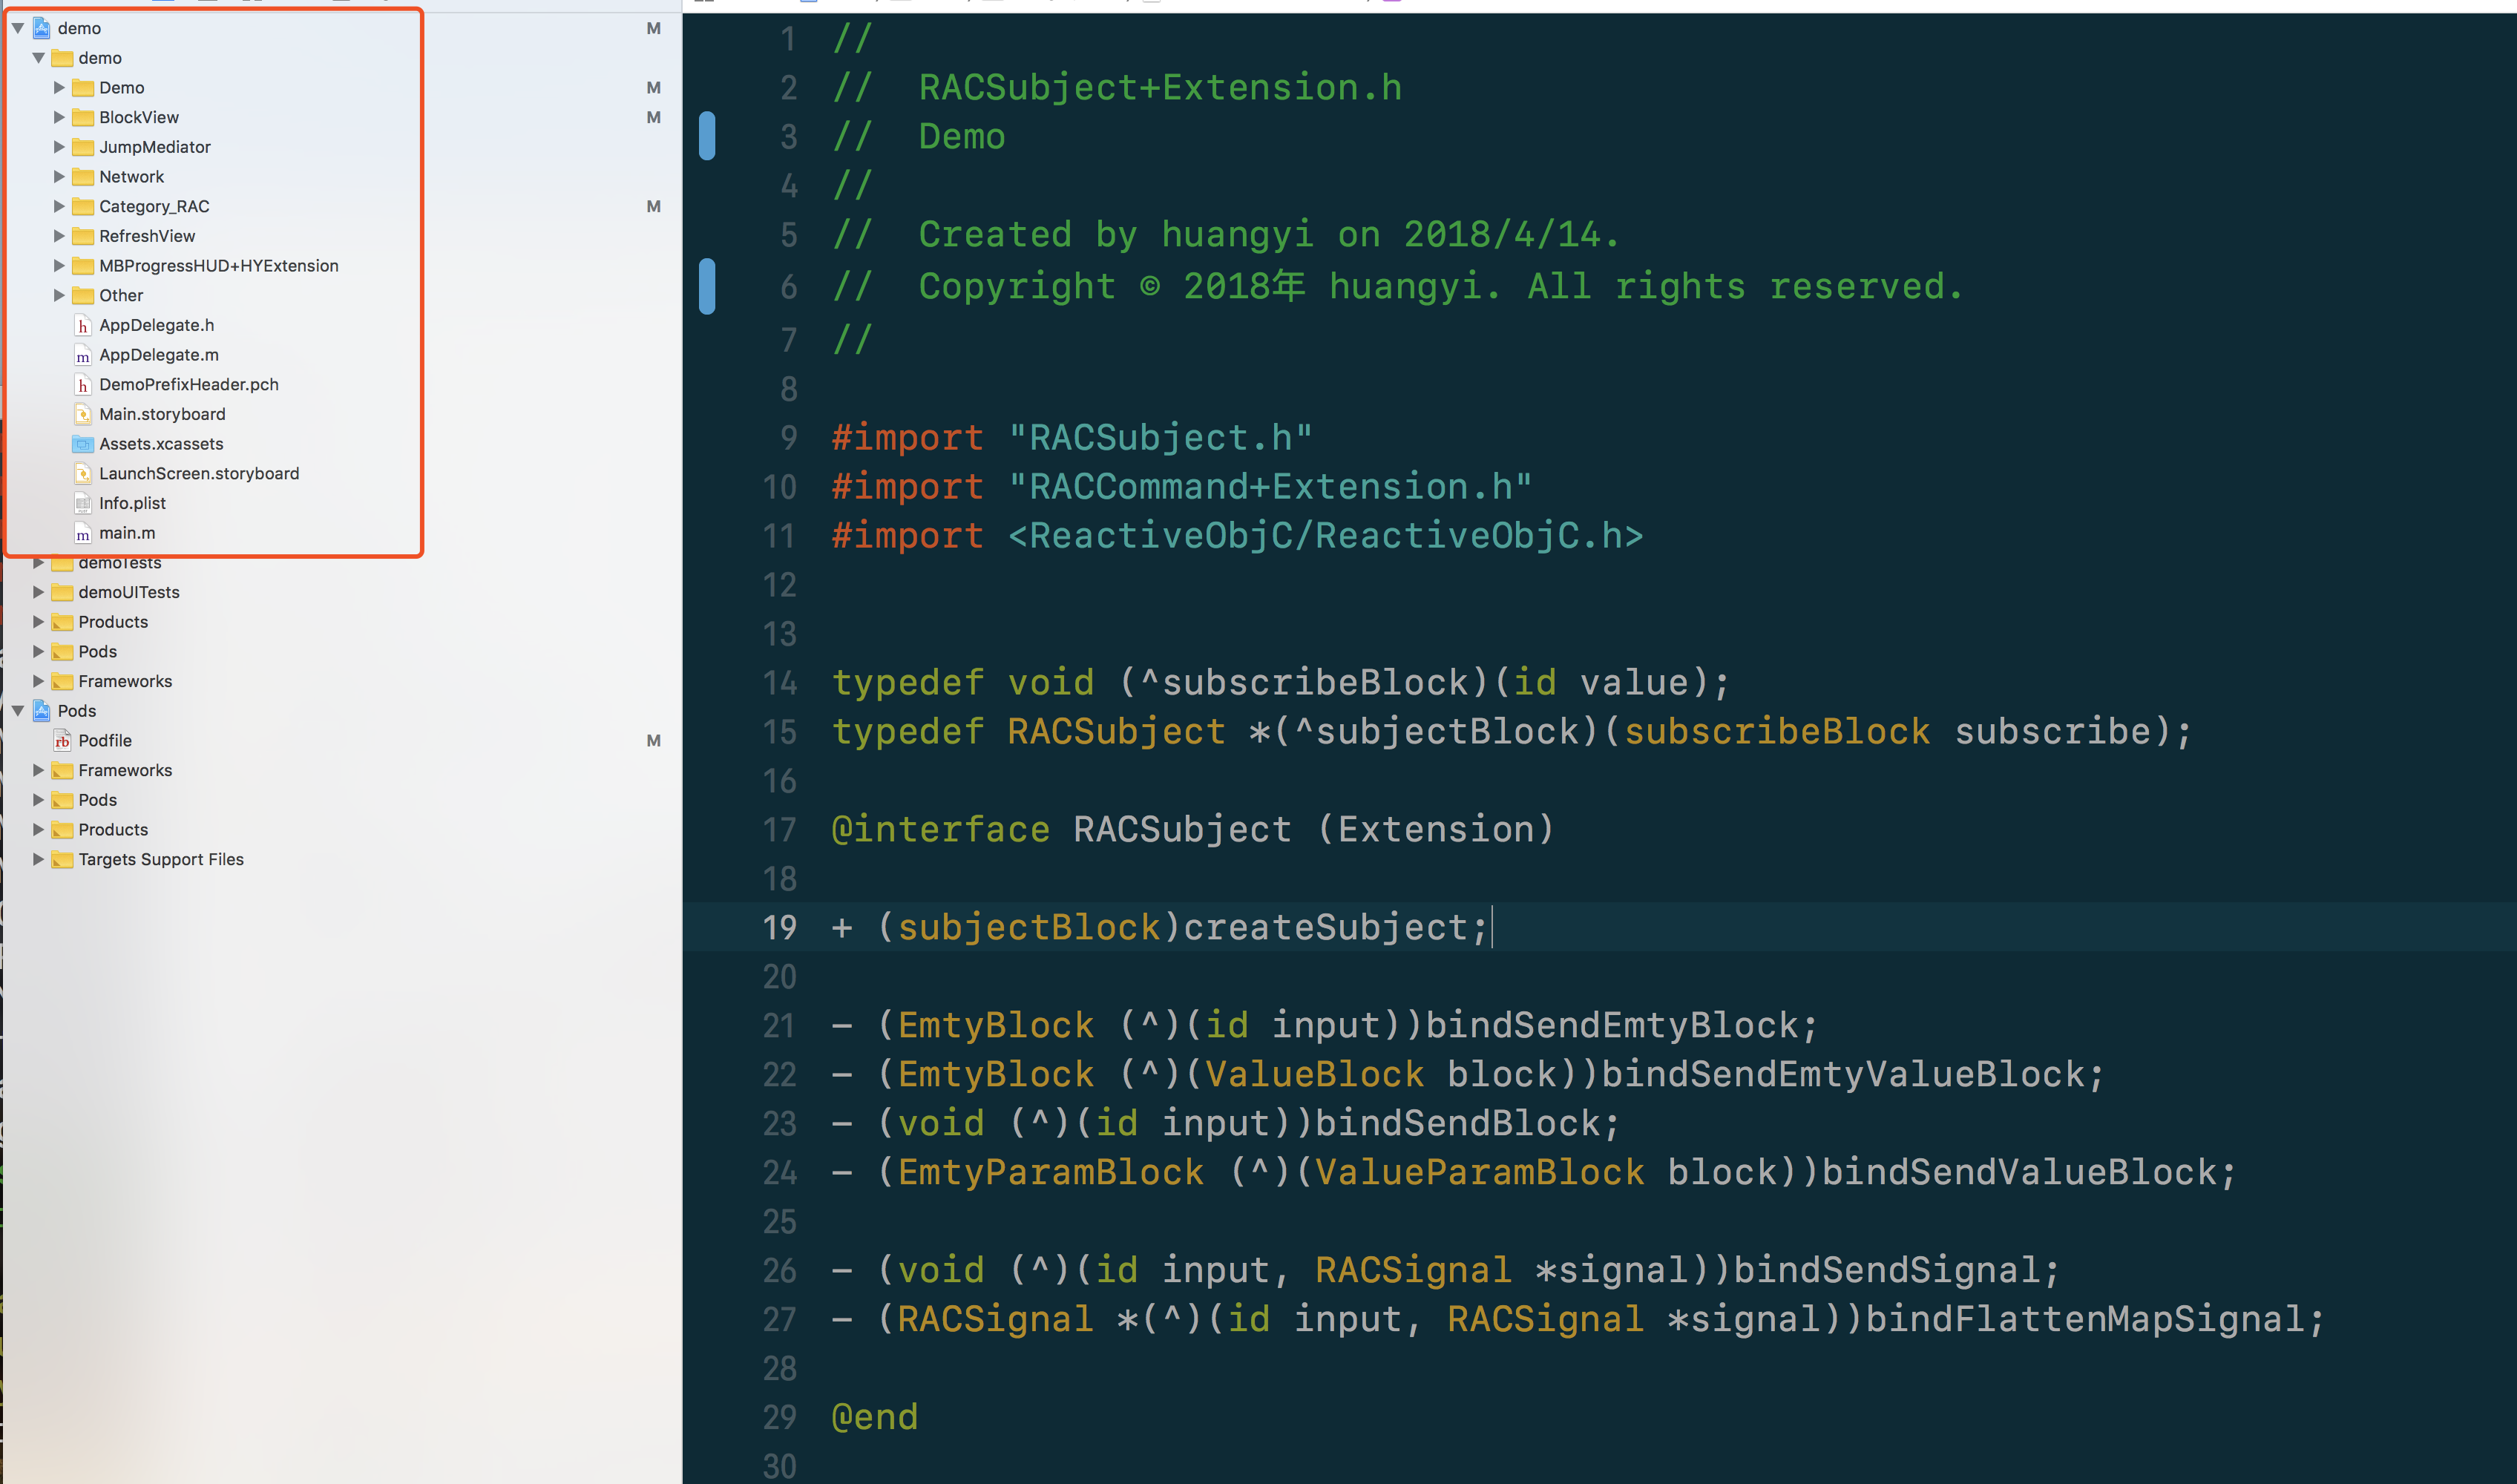 demo M
demo
Demo M
BlockView M
JumpMediator
Network
Category_RAC M
RefreshView
MBProgressHUD+HYExtension
Other
h AppDelegate.h
m AppDelegate.m
h DemoPrefixHeader.pch
Main.storyboard
Assets.xcassets
LaunchScreen.storyboard
Info.plist
m main.m
demoTests
demoUITests
Products
Pods
Frameworks
Pods
rb Podfile M
Frameworks
Pods
Products
Targets Support Files
1 //
2 //  RACSubject+Extension.h
3 //  Demo
4 //
5 //  Created by huangyi on 2018/4/14.
6 //  Copyright © 2018年 huangyi. All rights reserved.
7 //
8
9 #import "RACSubject.h"
10 #import "RACCommand+Extension.h"
11 #import <ReactiveObjC/ReactiveObjC.h>
12
13
14 typedef void (^subscribeBlock)(id value);
15 typedef RACSubject *(^subjectBlock)(subscribeBlock subscribe);
16
17 @interface RACSubject (Extension)
18
19 + (subjectBlock)createSubject;
20
21 - (EmtyBlock (^)(id input))bindSendEmtyBlock;
22 - (EmtyBlock (^)(ValueBlock block))bindSendEmtyValueBlock;
23 - (void (^)(id input))bindSendBlock;
24 - (EmtyParamBlock (^)(ValueParamBlock block))bindSendValueBlock;
25
26 - (void (^)(id input, RACSignal *signal))bindSendSignal;
27 - (RACSignal *(^)(id input, RACSignal *signal))bindFlattenMapSignal;
28
29 @end
30